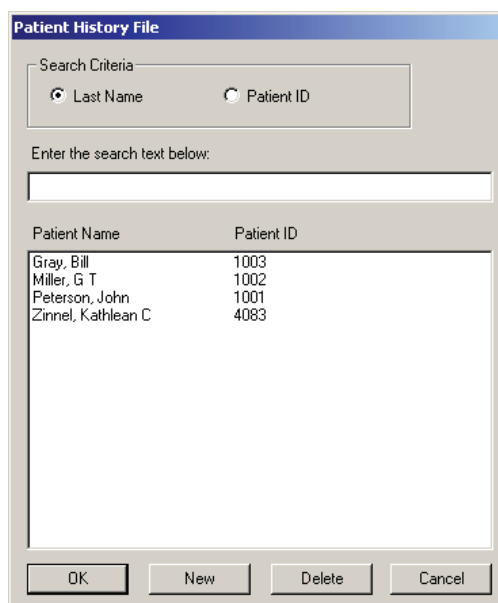 Patient History File
Search Criteria
Last Name Patient ID
Enter the search text below:
Patient Name Patient ID
Gray, Bill 1003
Miller, G T 1002
Peterson, John 1001
Zinnel, Kathlean C 4083
OK New Delete Cancel